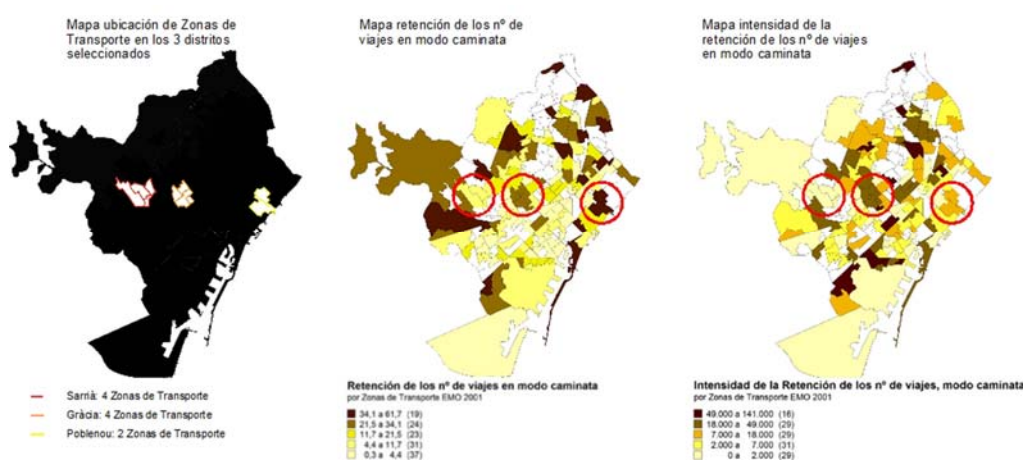 Mapa ubicación de Zonas de
Transporte en los 3 distritos
seleccionados
Sarrià: 4 Zonas de Transporte
Gràcia: 4 Zonas de Transporte
Poblenou: 2 Zonas de Transporte
Mapa retención de los nº de
viajes en modo caminata
Retención de los nº de viajes en modo caminata
por Zonas de Transporte EMO 2001
34,1 a 61,7 (19)
21,5 a 34,1 (24)
11,7 a 21,5 (23)
4,4 a 11,7 (31)
0,3 a 4,4 (37)
Mapa intensidad de la
retención de los nº de viajes
en modo caminata
Intensidad de la Retención de los nº de viajes, modo caminata
por Zonas de Transporte EMO 2001
49.000 a 141.000 (16)
18.000 a 49.000 (29)
7.000 a 18.000 (29)
2.000 a 7.000 (31)
0 a 2.000 (29)